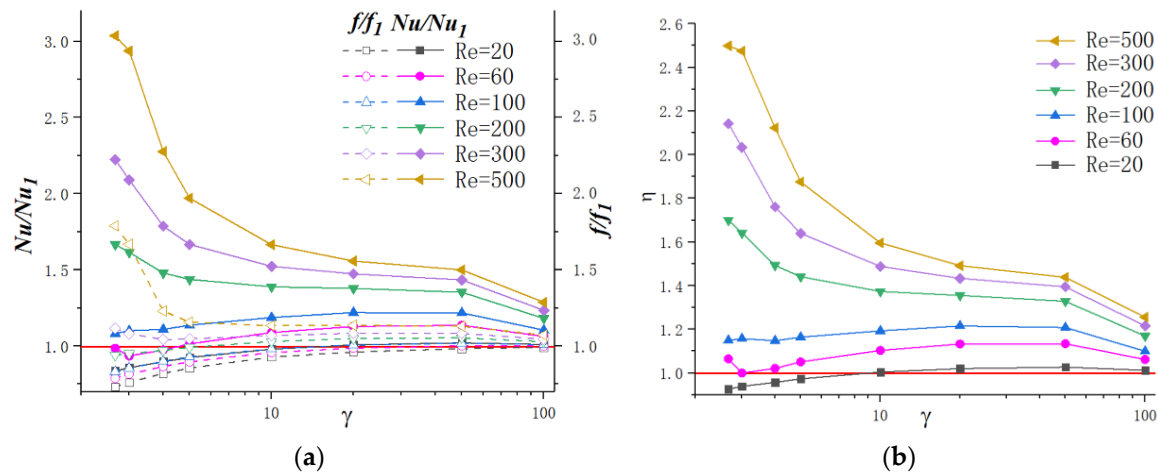 f/f1 Nu/Nu1
Re=20
Re=60
Re=100
Re=200
Re=300
Re=500
3.0
2.5
2.0
1.5
1.0
Nu/Nu1
10
100
γ
3.0
2.5
2.0
1.5
1.0
f/f1
(a)
2.6
2.4
2.2
2.0
1.8
1.6
1.4
1.2
1.0
η
Re=500
Re=300
Re=200
Re=100
Re=60
Re=20
10
100
γ
(b)